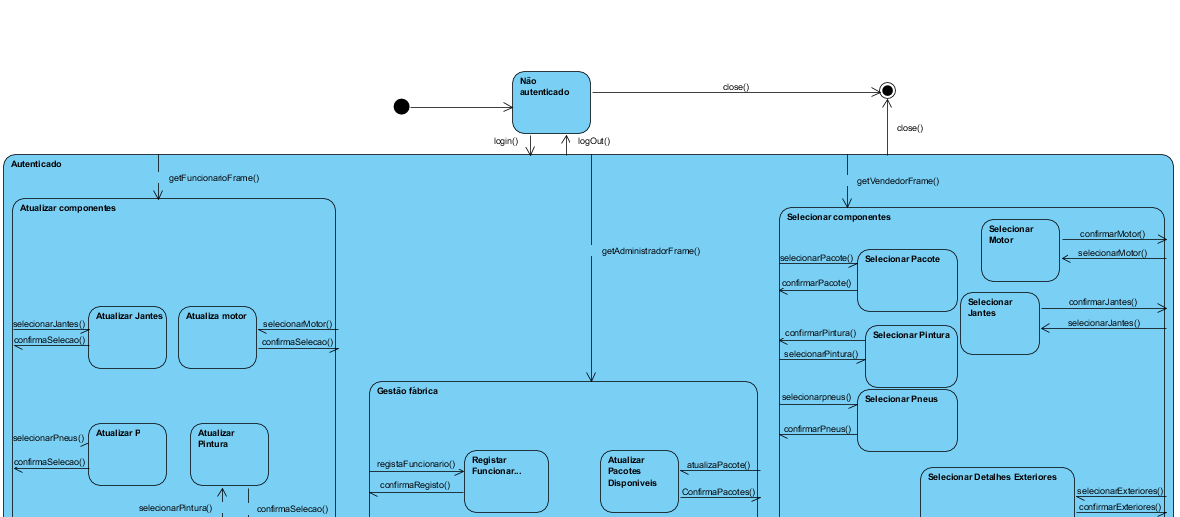 Não
autenticado
close()
login()
logOut()
close()
Autenticado
getFuncionarioFrame()
getVendedorFrame()
getAdministradorFrame()
Atualizar componentes
Atualizar Jantes
Atualiza motor
selecionarJantes()
confirmaSelecao()
selecionarMotor()
confirmaSelecao()
Atualizar P
Atualizar
Pintura
selecionarPneus()
confirmaSelecao()
selecionarPintura()
confirmaSelecao()
Gestão fábrica
registaFuncionario()
confirmaRegisto()
Registar
Funcionar...
Atualizar
Pacotes
Disponiveis
atualizaPacote()
ConfirmaPacotes()
Selecionar componentes
Selecionar
Motor
confirmarMotor()
selecionarMotor()
selecionarPacote()
confirmarPacote()
Selecionar Pacote
Selecionar
Jantes
confirmarJantes()
selecionarJantes()
confirmarPintura()
selecionarPintura()
Selecionar Pintura
selecionarpneus()
confirmarPneus()
Selecionar Pneus
Selecionar Detalhes Exteriores
selecionarExteriores()
confirmarExteriores()